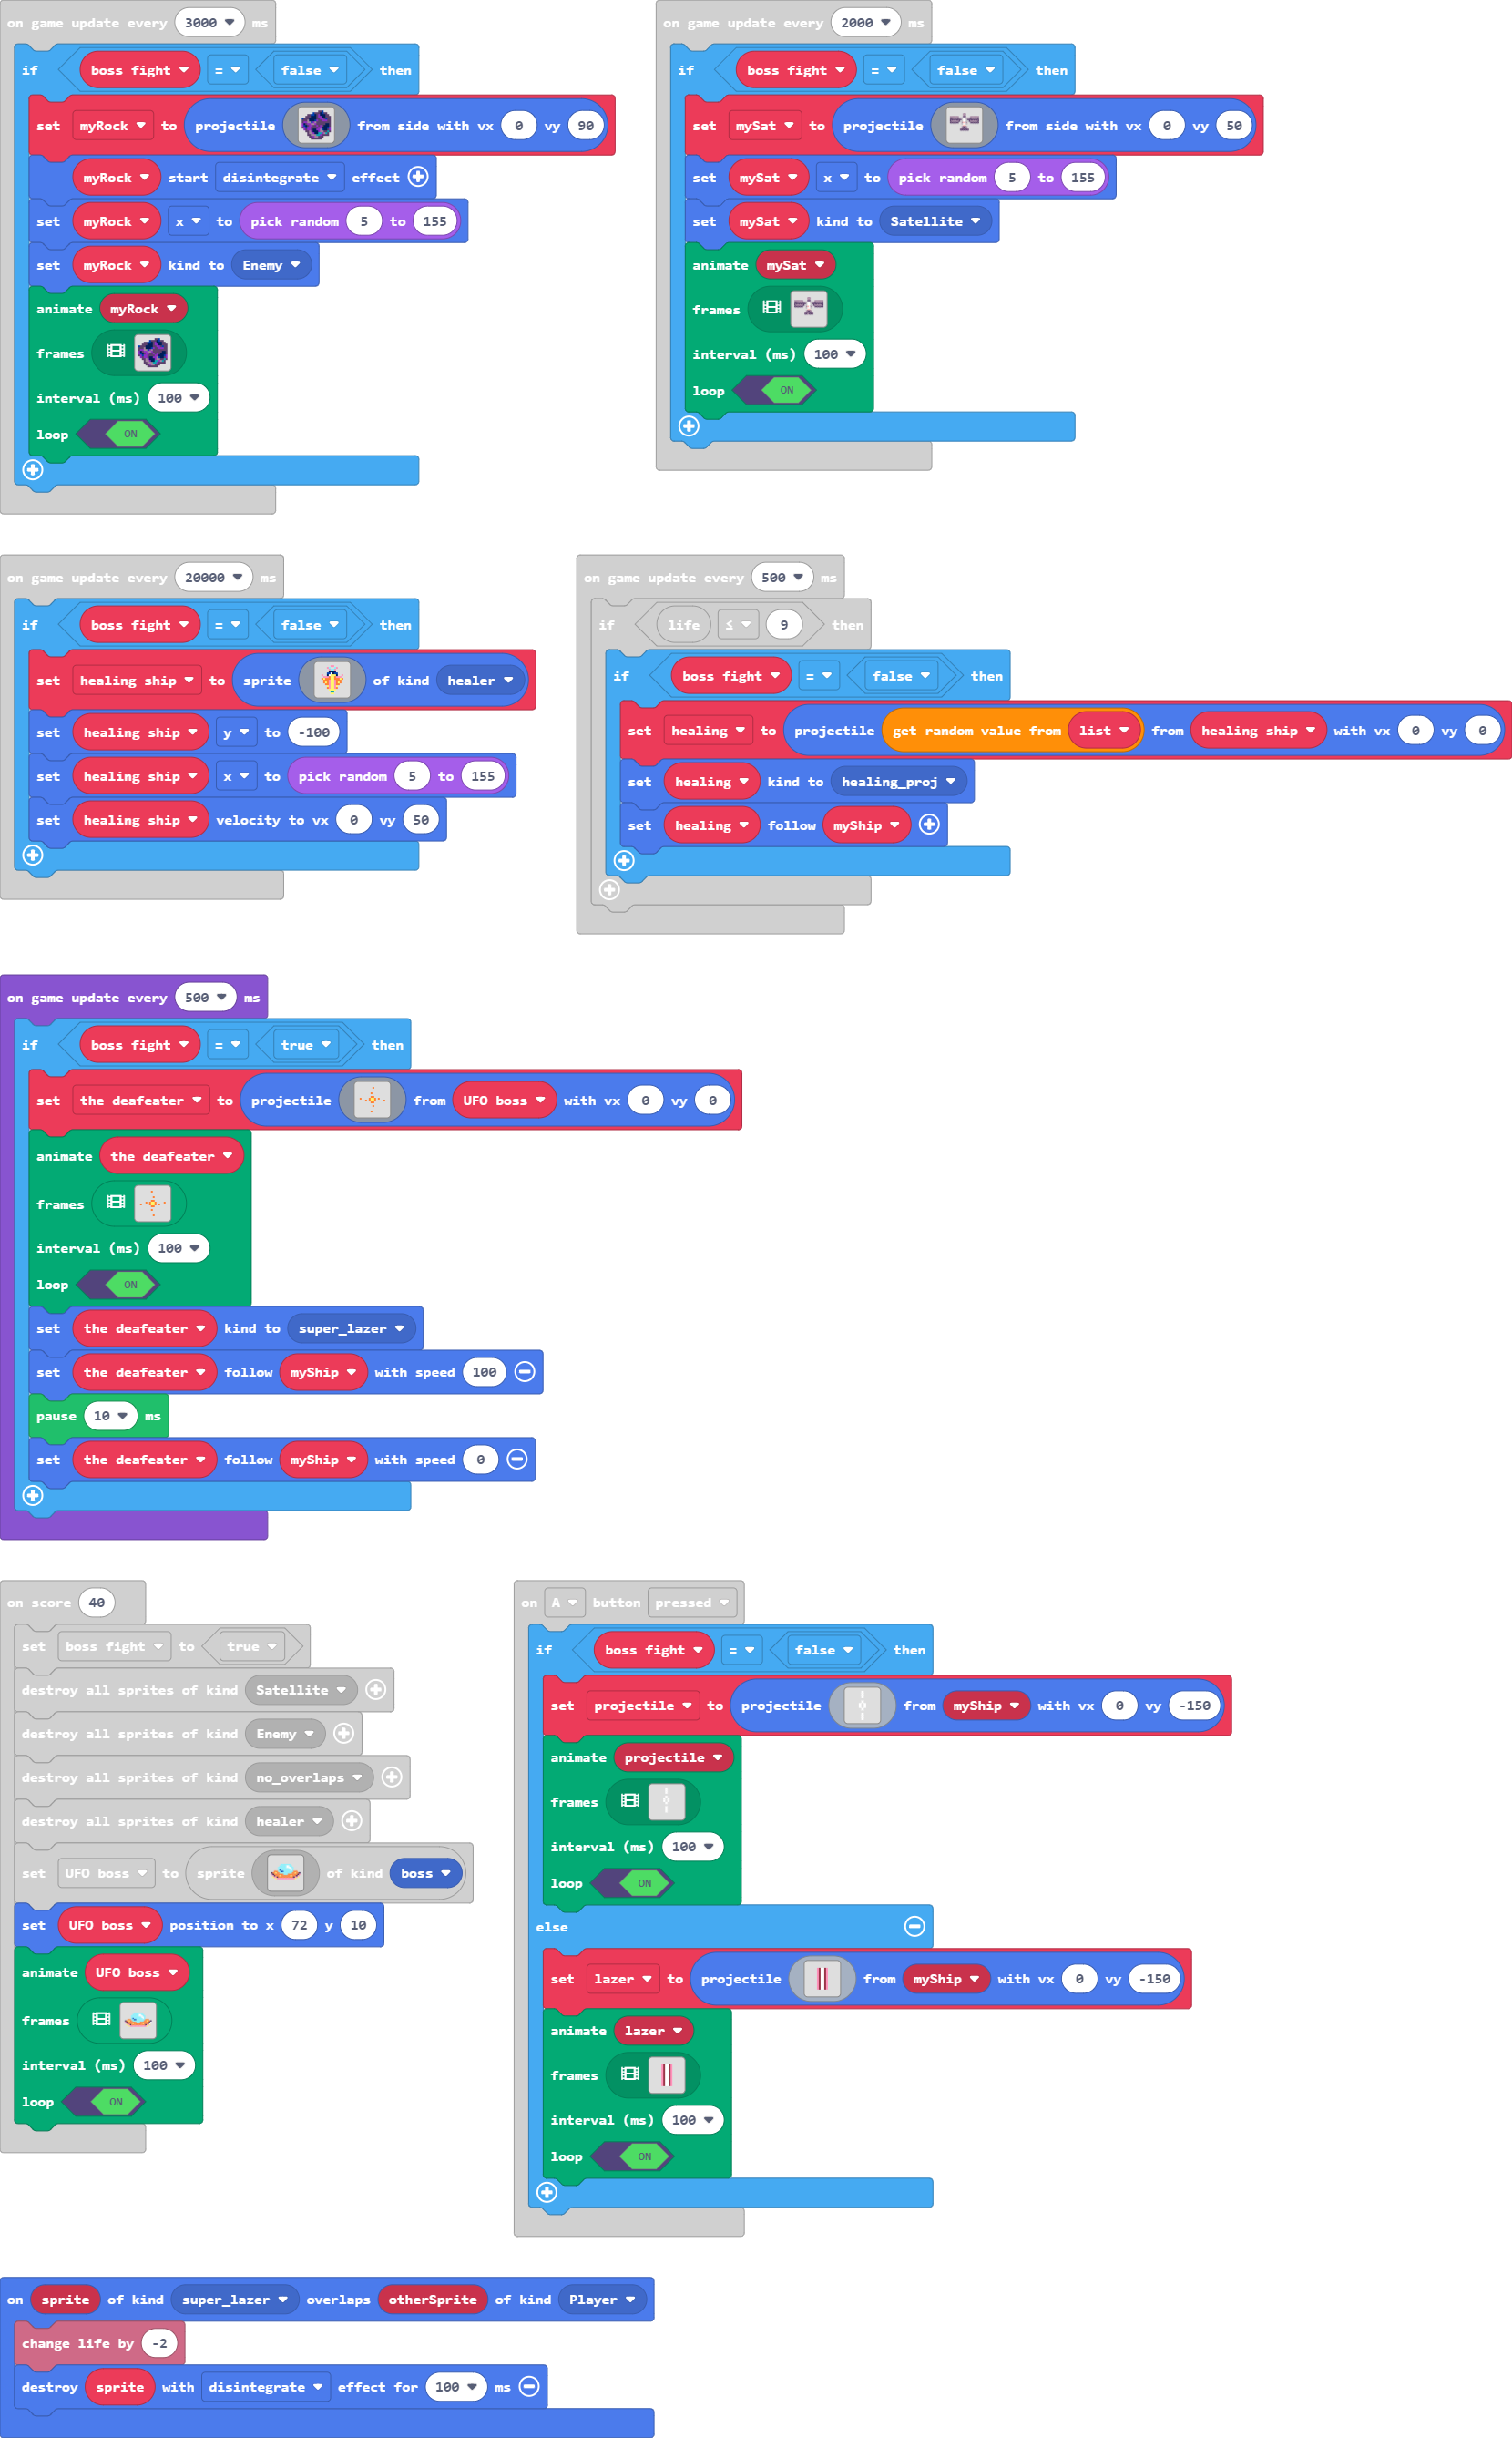 on game update every 3000 ms
if boss fight = false then
set myRock to projectile from side with vx 0 vy 90
myRock start disintegrate effect
set myRock x to pick random 5 to 155
set myRock kind to Enemy
animate myRock
frames
interval (ms) 100
loop ON
on game update every 2000 ms
if boss fight = false then
set mySat to projectile from side with vx 0 vy 50
set mySat x to pick random 5 to 155
set mySat kind to Satellite
animate mySat
frames
interval (ms) 100
loop ON
on game update every 20000 ms
if boss fight = false then
set healing ship to sprite of kind healer
set healing ship y to -100
set healing ship x to pick random 5 to 155
set healing ship velocity to vx 0 vy 50
on game update every 500 ms
if life ≤ 9 then
if boss fight = false then
set healing to projectile get random value from list from healing ship with vx 0 vy 0
set healing kind to healing_proj
set healing follow myShip
on game update every 500 ms
if boss fight = true then
set the deafeater to projectile from UFO boss with vx 0 vy 0
animate the deafeater
frames
interval (ms) 100
loop ON
set the deafeater kind to super_lazer
set the deafeater follow myShip with speed 100
pause 10 ms
set the deafeater follow myShip with speed 0
on score 40
set boss fight to true
destroy all sprites of kind Satellite
destroy all sprites of kind Enemy
destroy all sprites of kind no_overlaps
destroy all sprites of kind healer
set UFO boss to sprite of kind boss
set UFO boss position to x 72 y 10
animate UFO boss
frames
interval (ms) 100
loop ON
on A button pressed
if boss fight = false then
set projectile to projectile from myShip with vx 0 vy -150
animate projectile
frames
interval (ms) 100
loop ON
else
set lazer to projectile from myShip with vx 0 vy -150
animate lazer
frames
interval (ms) 100
loop ON
on sprite of kind super_lazer overlaps otherSprite of kind Player
change life by -2
destroy sprite with disintegrate effect for 100 ms